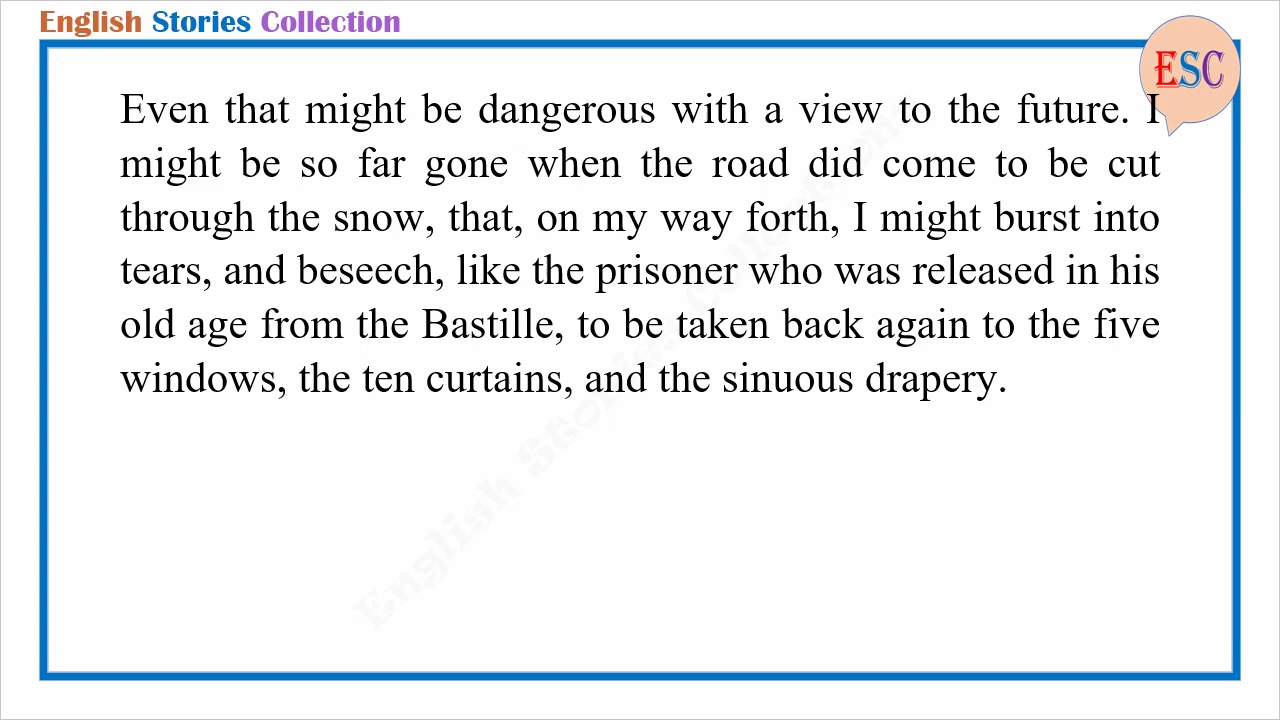 English Stories Collection
ESC
Even that might be dangerous with a view to the future. I
might be so far gone when the road did come to be cut
through the snow, that, on my way forth, I might burst into
tears, and beseech, like the prisoner who was released in his
old age from the Bastille, to be taken back again to the five
windows, the ten curtains, and the sinuous drapery.
English Stories Collection